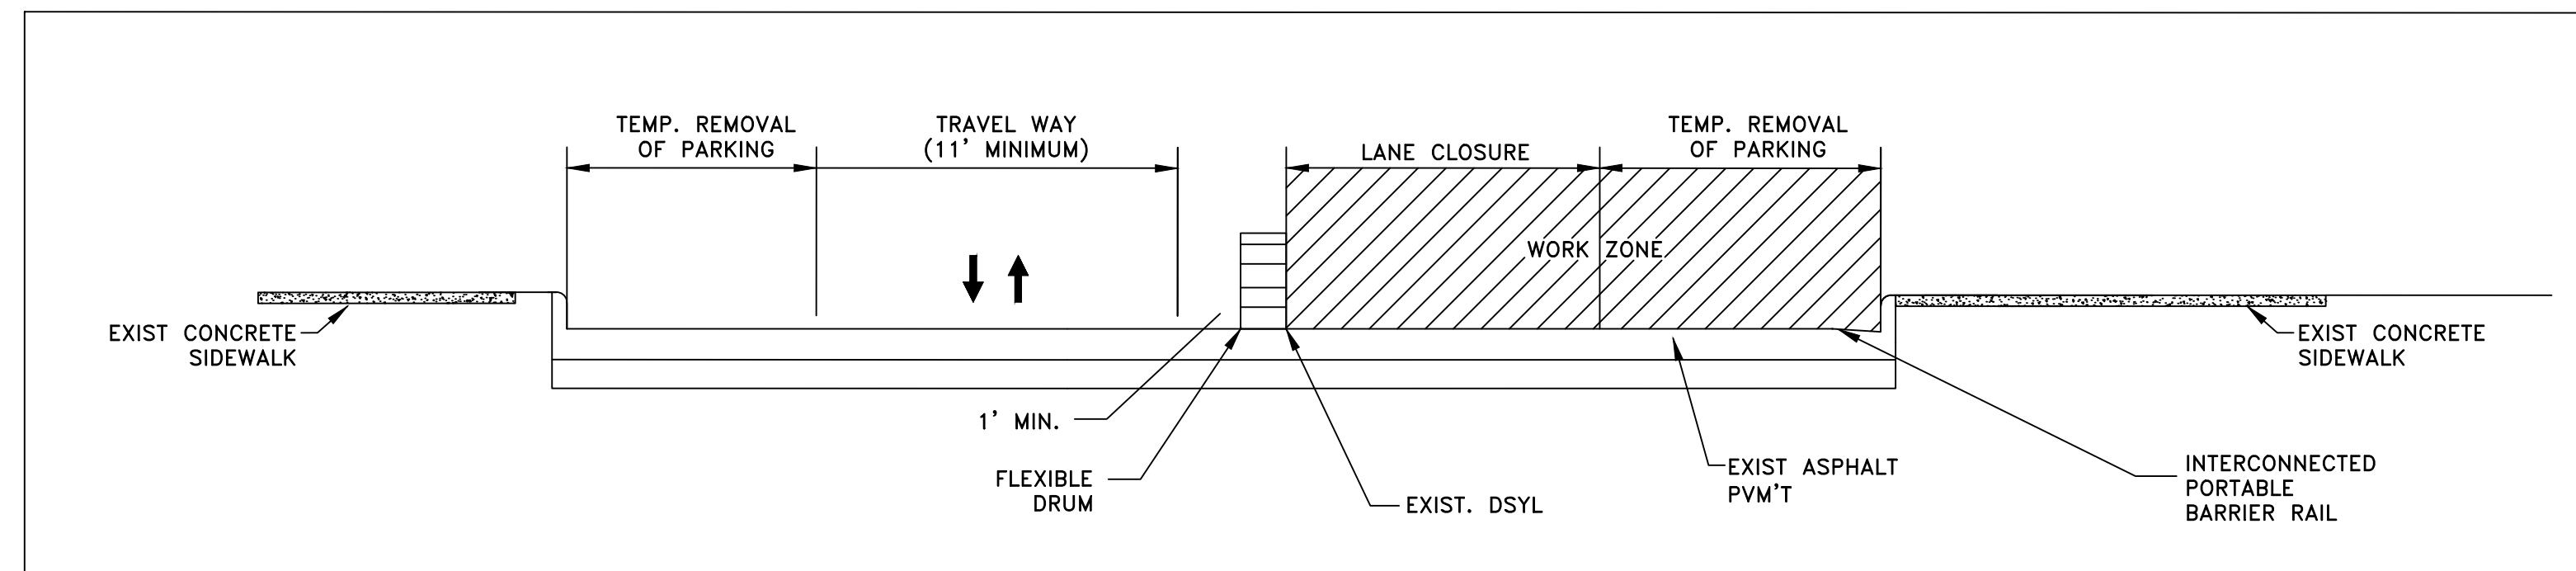 TEMP. REMOVAL
OF PARKING
TRAVEL WAY
(11' MINIMUM)
LANE CLOSURE
TEMP. REMOVAL
OF PARKING
WORK ZONE
EXIST CONCRETE
SIDEWALK
EXIST CONCRETE
SIDEWALK
1' MIN.
FLEXIBLE
DRUM
EXIST. DSYL
EXIST ASPHALT
PVM'T
INTERCONNECTED
PORTABLE
BARRIER RAIL